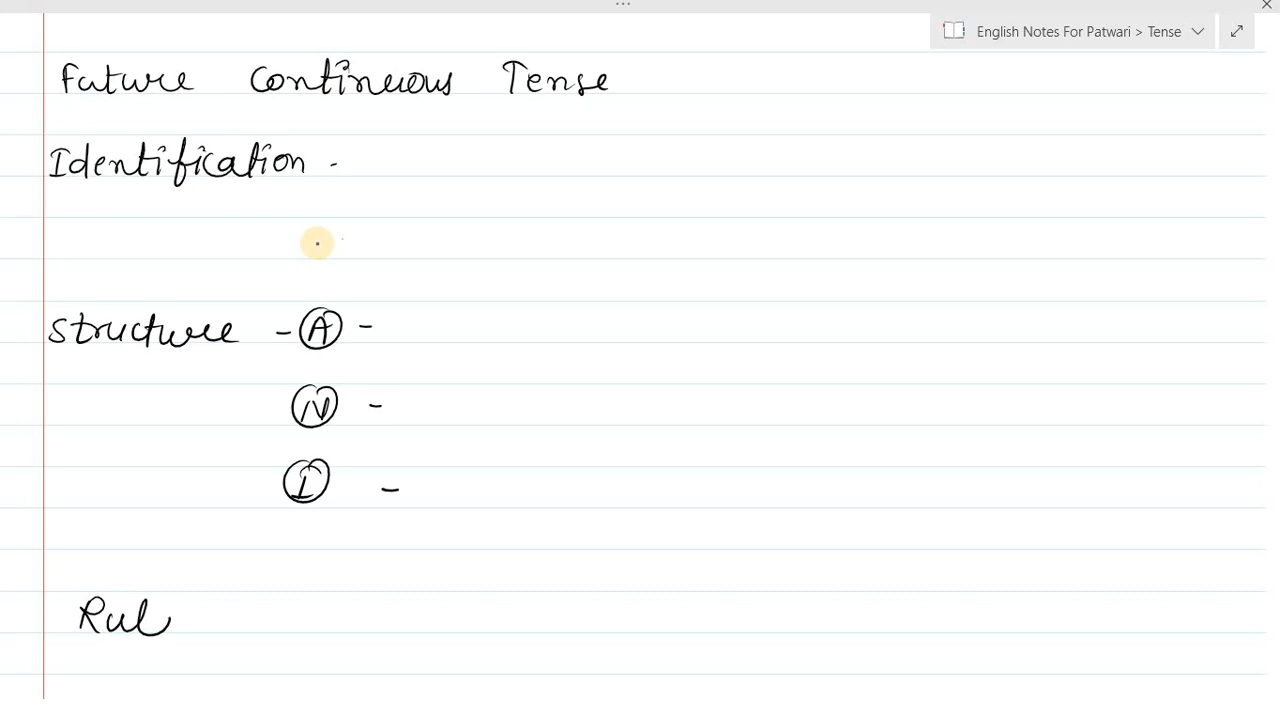 English Notes For Patwari > Tense
Future Continuous Tense
Identification -
Structure - A -
N -
I -
Rul